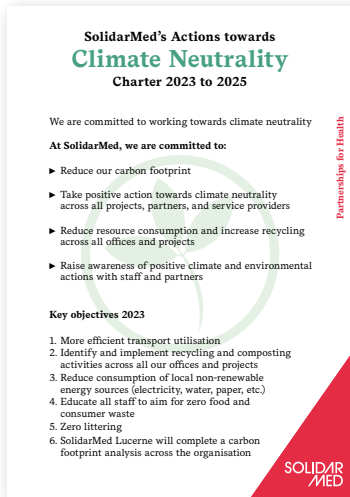 SolidarMed's Actions towards
Climate Neutrality
Charter 2023 to 2025
We are committed to working towards climate neutrality
At SolidarMed, we are committed to:
▶ Reduce our carbon footprint
▶ Take positive action towards climate neutrality
across all projects, partners, and service providers
▶ Reduce resource consumption and increase recycling
across all offices and projects
▶ Raise awareness of positive climate and environmental
actions with staff and partners
Key objectives 2023
1. More efficient transport utilisation
2. Identify and implement recycling and composting
activities across all our offices and projects
3. Reduce consumption of local non-renewable
energy sources (electricity, water, paper, etc.)
4. Educate all staff to aim for zero food and
consumer waste
5. Zero littering
6. SolidarMed Lucerne will complete a carbon
footprint analysis across the organisation
Partnerships for Health
SOLIDAR
MED